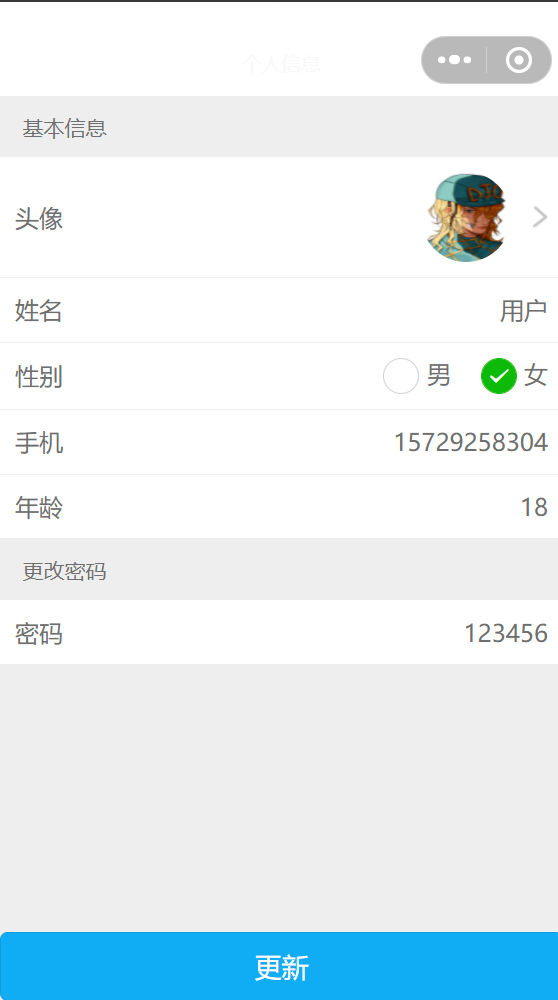 个人信息
基本信息
头像
姓名 用户
性别 男 女
手机 15729258304
年龄 18
更改密码
密码 123456
更新